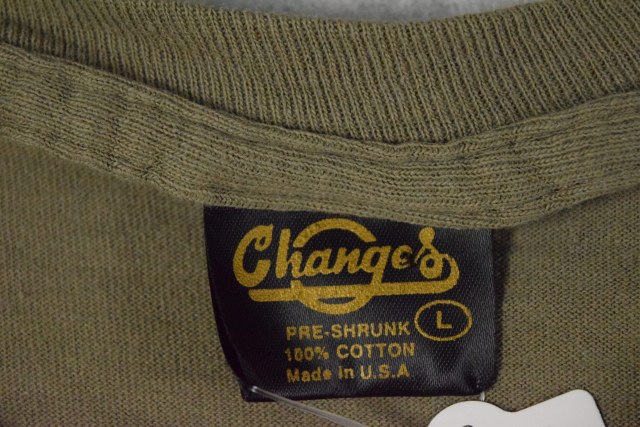 Changes
PRE-SHRUNK
L
100% COTTON
Made in U.S.A